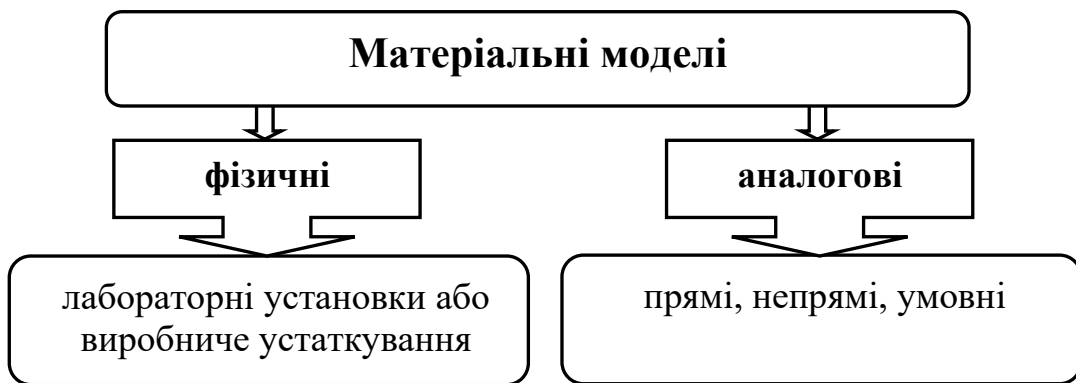 Матеріальні моделі
фізичні
аналогові
лабораторні установки або
виробниче устаткування
прямі, непрямі, умовні